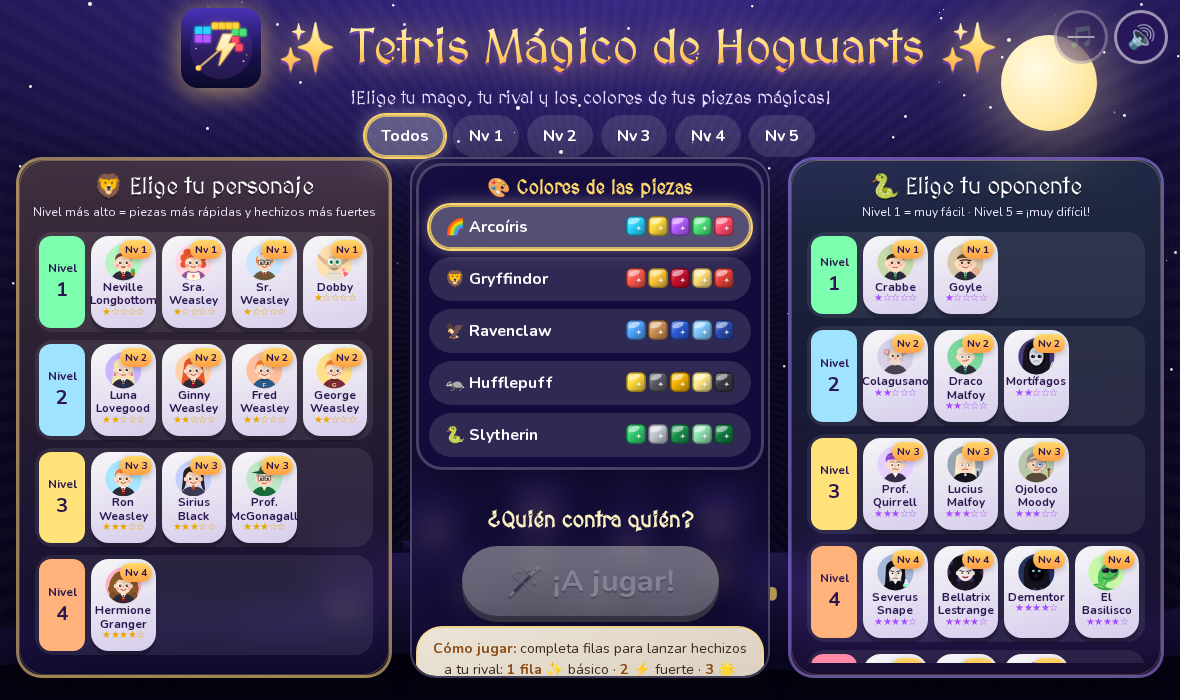 ✨ Tetris Mágico de Hogwarts ✨
¡Elige tu mago, tu rival y los colores de tus piezas mágicas!
Todos
Nv 1
Nv 2
Nv 3
Nv 4
Nv 5
🦁 Elige tu personaje
Nivel más alto = piezas más rápidas y hechizos más fuertes
Nivel
1
Nv 1
Neville
Longbottom
★☆☆☆☆
Nv 1
Sra.
Weasley
★☆☆☆☆
Nv 1
Sr.
Weasley
★☆☆☆☆
Nv 1
Dobby
★☆☆☆☆
Nivel
2
Nv 2
Luna
Lovegood
★★☆☆☆
Nv 2
Ginny
Weasley
★★☆☆☆
Nv 2
F
Fred
Weasley
★★☆☆☆
Nv 2
G
George
Weasley
★★☆☆☆
Nivel
3
Nv 3
Ron
Weasley
★★★☆☆
Nv 3
Sirius
Black
★★★☆☆
Nv 3
Prof.
McGonagall
★★★☆☆
Nivel
4
Nv 4
Hermione
Granger
★★★★☆
🎨 Colores de las piezas
🌈 Arcoíris
🦁 Gryffindor
🦅 Ravenclaw
🦡 Hufflepuff
🐍 Slytherin
¿Quién contra quién?
🪄 ¡A jugar!
Cómo jugar: completa filas para lanzar hechizos
a tu rival: 1 fila ✨ básico · 2 ⚡ fuerte · 3 🌟
🐍 Elige tu oponente
Nivel 1 = muy fácil · Nivel 5 = ¡muy difícil!
Nivel
1
Nv 1
Crabbe
★☆☆☆☆
Nv 1
Goyle
★☆☆☆☆
Nivel
2
Nv 2
Colagusano
★★☆☆☆
Nv 2
Draco
Malfoy
★★☆☆☆
Nv 2
Mortífagos
★★☆☆☆
Nivel
3
Nv 3
Prof.
Quirrell
★★★☆☆
Nv 3
Lucius
Malfoy
★★★☆☆
Nv 3
Ojoloco
Moody
★★★☆☆
Nivel
4
Nv 4
Severus
Snape
★★★★☆
Nv 4
Bellatrix
Lestrange
★★★★☆
Nv 4
Dementor
★★★★☆
Nv 4
El
Basilisco
★★★★☆